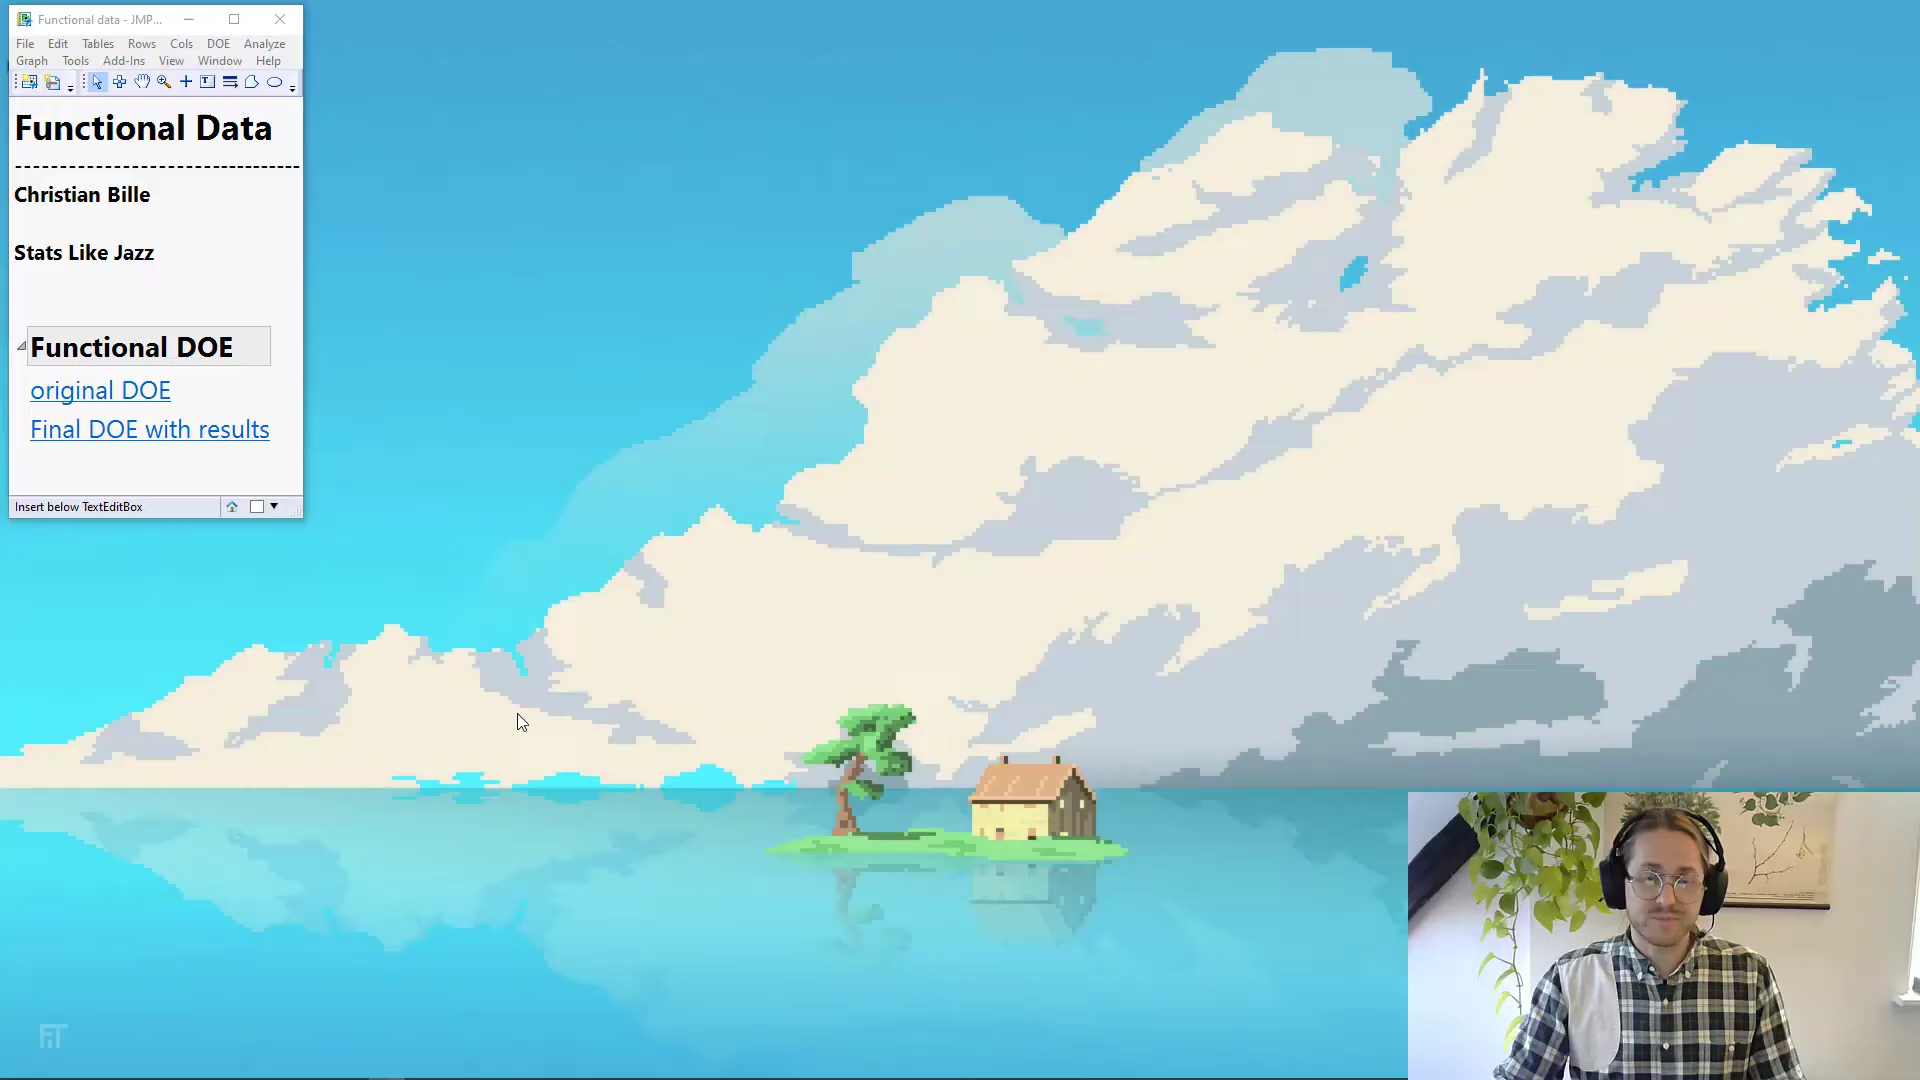 Functional data - JMP...
File Edit Tables Rows Cols DOE Analyze
Graph Tools Add-Ins View Window Help
Functional Data
--------------------------------
Christian Bille
Stats Like Jazz
Functional DOE
original DOE
Final DOE with results
Insert below TextEditBox